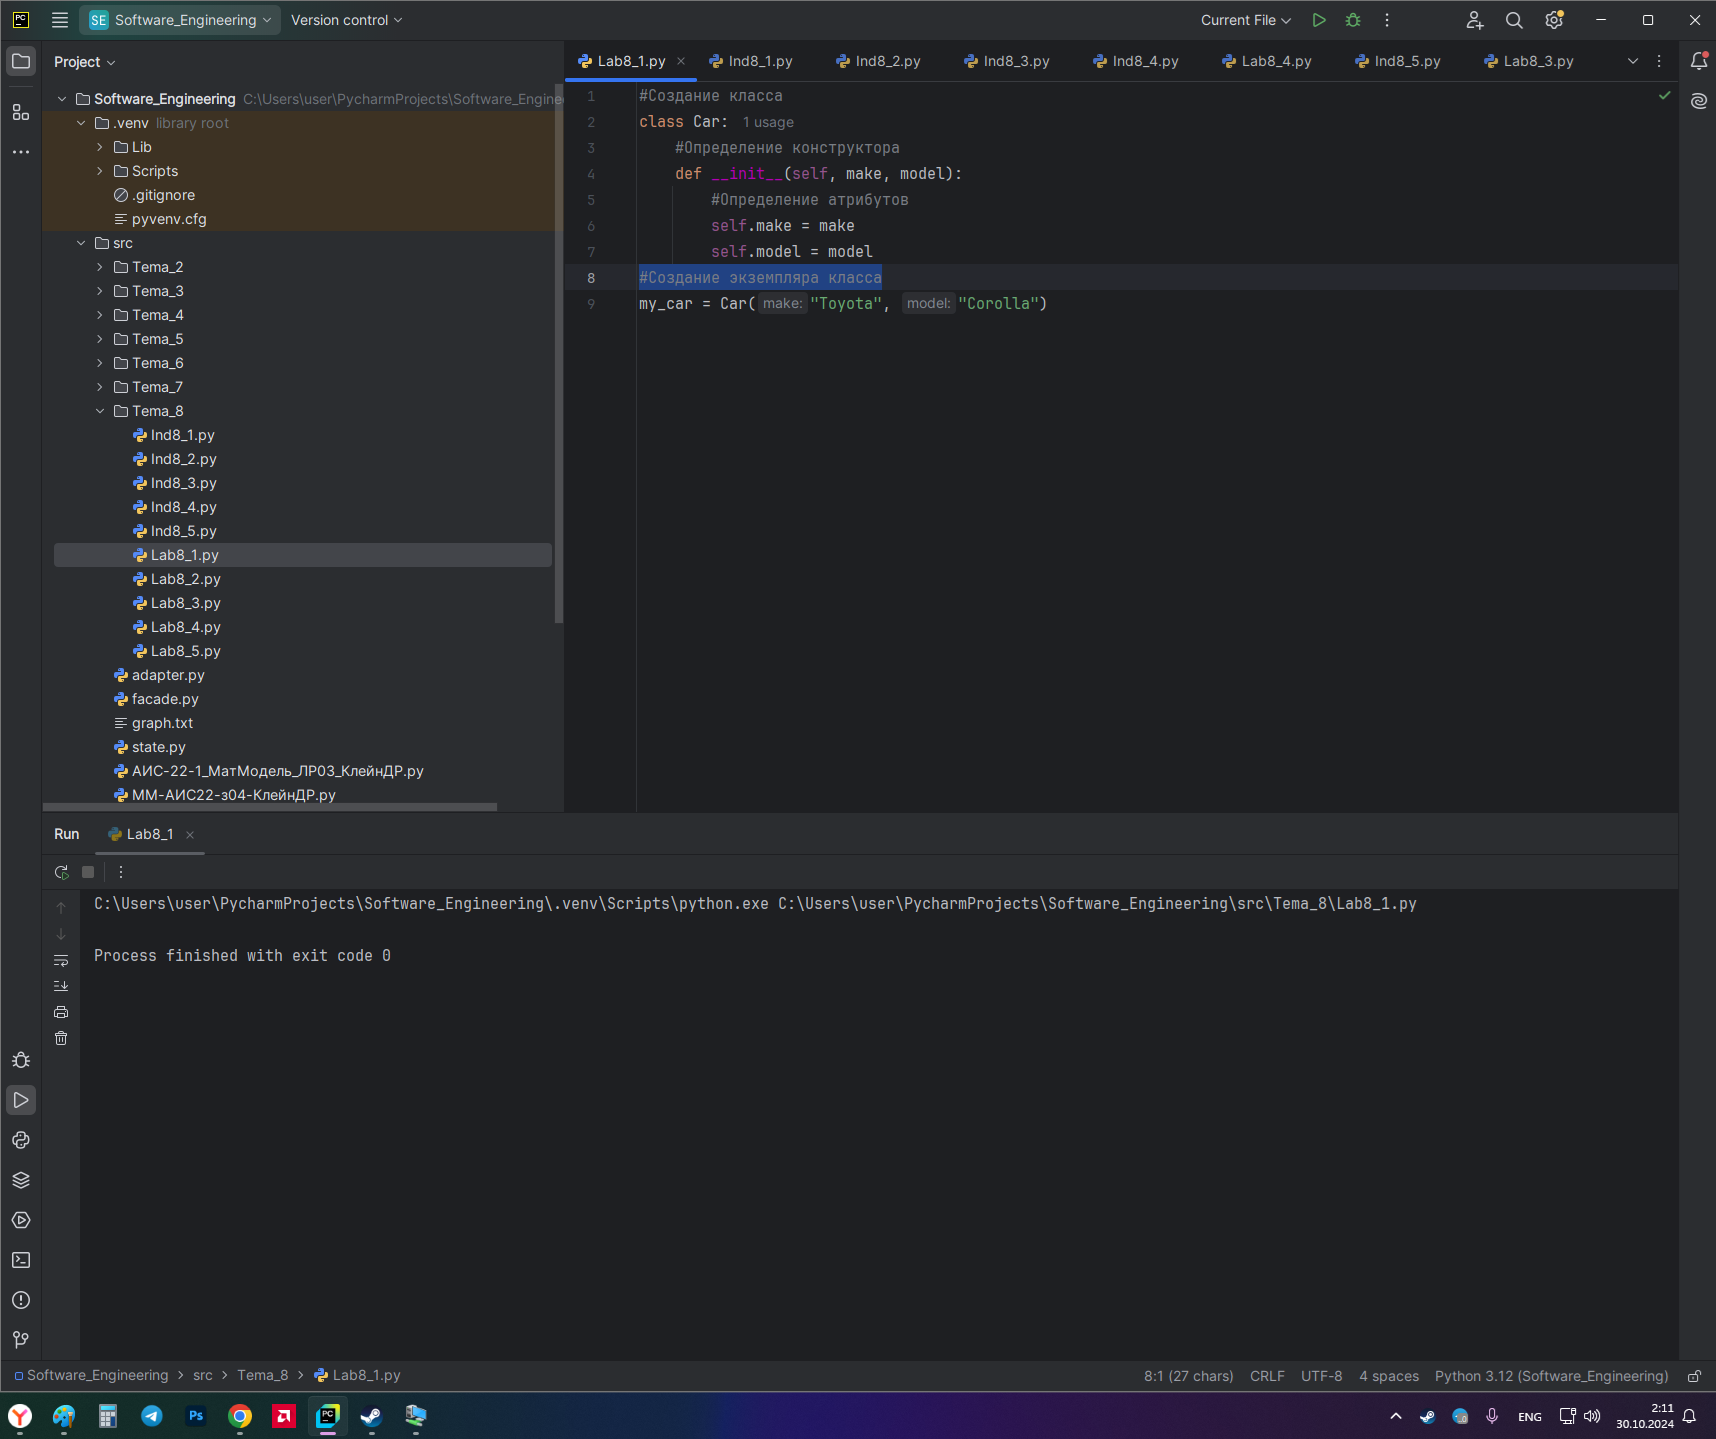 PC
SE Software_Engineering
Version control
Current File
Project
Lab8_1.py
Ind8_1.py
Ind8_2.py
Ind8_3.py
Ind8_4.py
Lab8_4.py
Ind8_5.py
Lab8_3.py
Software_Engineering C:\Users\user\PycharmProjects\Software_Engine
.venv library root
Lib
Scripts
.gitignore
pyvenv.cfg
src
Tema_2
Tema_3
Tema_4
Tema_5
Tema_6
Tema_7
Tema_8
Ind8_1.py
Ind8_2.py
Ind8_3.py
Ind8_4.py
Ind8_5.py
Lab8_1.py
Lab8_2.py
Lab8_3.py
Lab8_4.py
Lab8_5.py
adapter.py
facade.py
graph.txt
state.py
АИС-22-1_МатМодель_ЛР03_КлейнДР.py
ММ-АИС22-з04-КлейнДР.py
1 #Создание класса
2 class Car: 1 usage
3 #Определение конструктора
4 def __init__(self, make, model):
5 #Определение атрибутов
6 self.make = make
7 self.model = model
8 #Создание экземпляра класса
9 my_car = Car( make: "Toyota", model: "Corolla")
Run
Lab8_1
C:\Users\user\PycharmProjects\Software_Engineering\.venv\Scripts\python.exe C:\Users\user\PycharmProjects\Software_Engineering\src\Tema_8\Lab8_1.py
Process finished with exit code 0
Software_Engineering > src > Tema_8 > Lab8_1.py
8:1 (27 chars)
CRLF
UTF-8
4 spaces
Python 3.12 (Software_Engineering)
Y
Ps
PC
ENG
2:11
30.10.2024